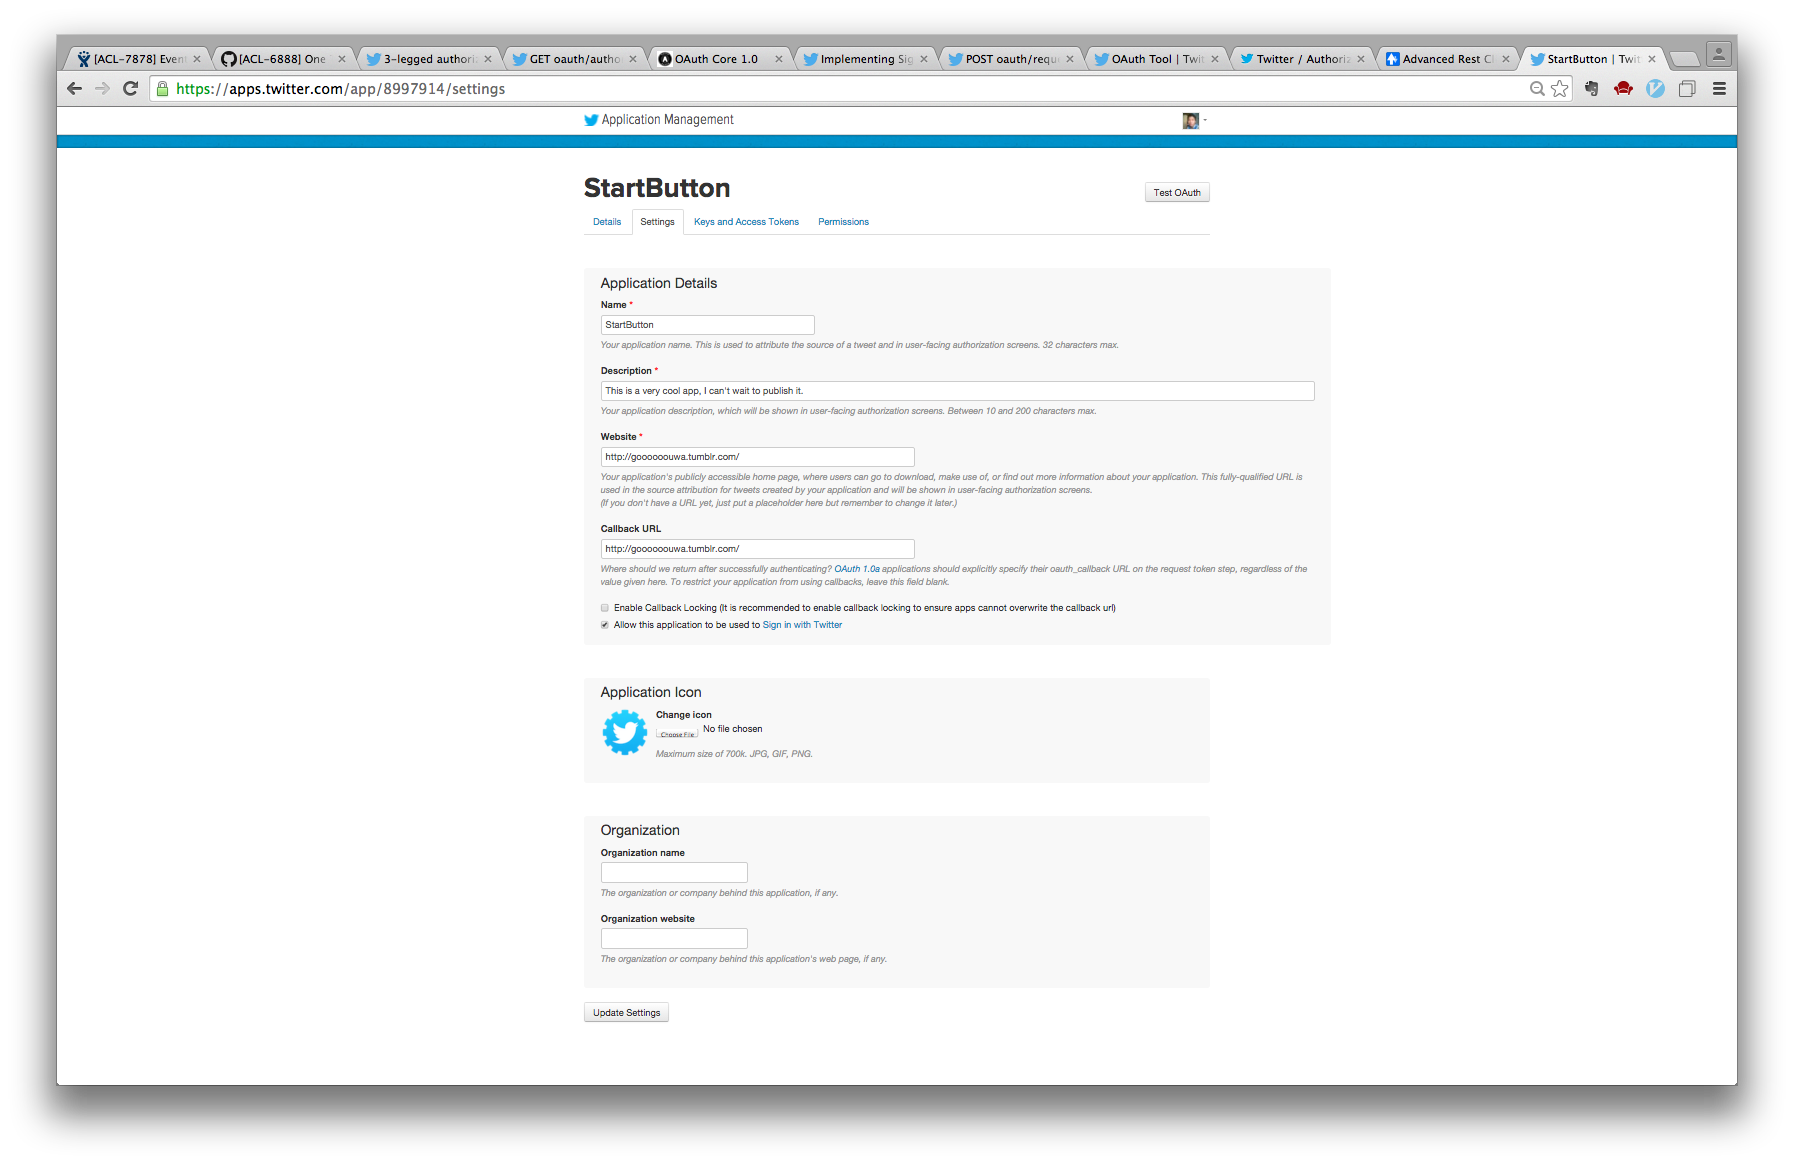 [ACL-7878] Even
[ACL-6888] One
3-legged authori
GET oauth/autho
OAuth Core 1.0
Implementing Sig
POST oauth/requ
OAuth Tool | Twit
Twitter / Authoriz
Advanced Rest Cl
StartButton | Twit
https://apps.twitter.com/app/8997914/settings
Application Management
StartButton
Test OAuth
Details Settings Keys and Access Tokens Permissions
Application Details
Name *
StartButton
Your application name. This is used to attribute the source of a tweet and in user-facing authorization screens. 32 characters max.
Description *
This is a very cool app, I can't wait to publish it.
Your application description, which will be shown in user-facing authorization screens. Between 10 and 200 characters max.
Website *
http://goooooouwa.tumblr.com/
Your application's publicly accessible home page, where users can go to download, make use of, or find out more information about your application. This fully-qualified URL is
used in the source attribution for tweets created by your application and will be shown in user-facing authorization screens.
(If you don't have a URL yet, just put a placeholder here but remember to change it later.)
Callback URL
http://goooooouwa.tumblr.com/
Where should we return after successfully authenticating? OAuth 1.0a applications should explicitly specify their oauth_callback URL on the request token step, regardless of the
value given here. To restrict your application from using callbacks, leave this field blank.
Enable Callback Locking (It is recommended to enable callback locking to ensure apps cannot overwrite the callback url)
Allow this application to be used to Sign in with Twitter
Application Icon
Change icon
Choose File No file chosen
Maximum size of 700k. JPG, GIF, PNG.
Organization
Organization name
The organization or company behind this application, if any.
Organization website
The organization or company behind this application's web page, if any.
Update Settings